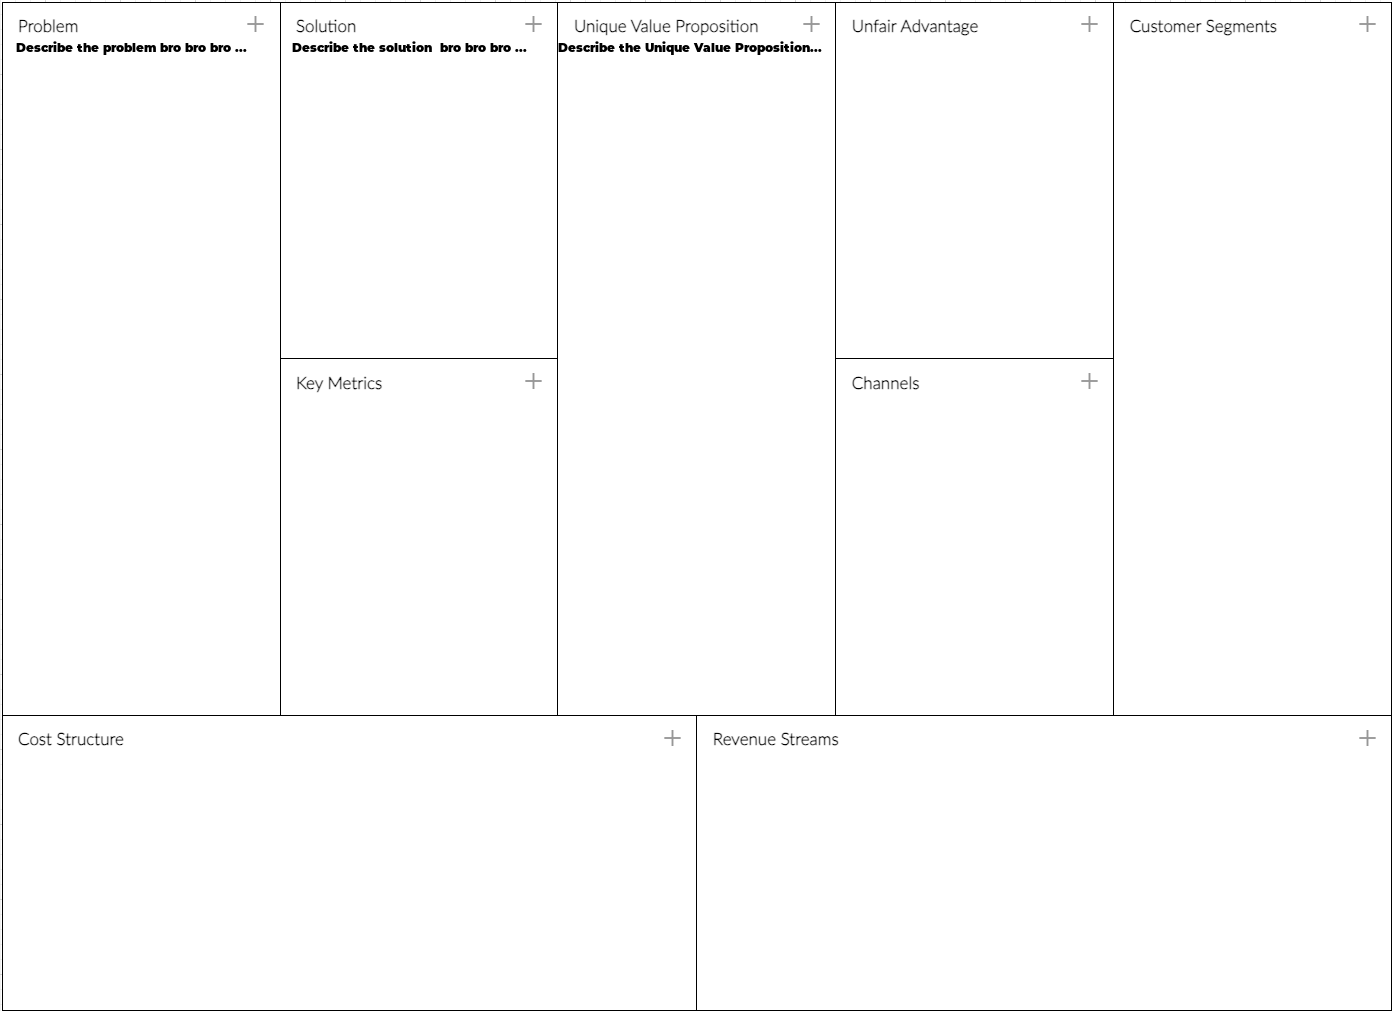 Problem
Describe the problem bro bro bro ...
Solution
Describe the solution  bro bro bro ...
Unique Value Proposition
Describe the Unique Value Proposition...
Unfair Advantage
Customer Segments
Key Metrics
Channels
Cost Structure
Revenue Streams